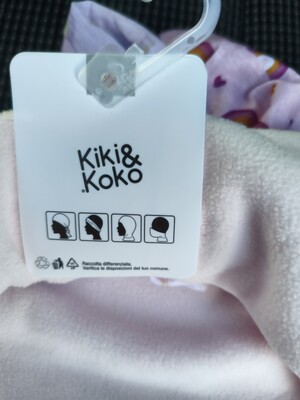 Kiki&
.Koko
Raccolta differenziata.
Verifica le disposizioni del tuo comune.